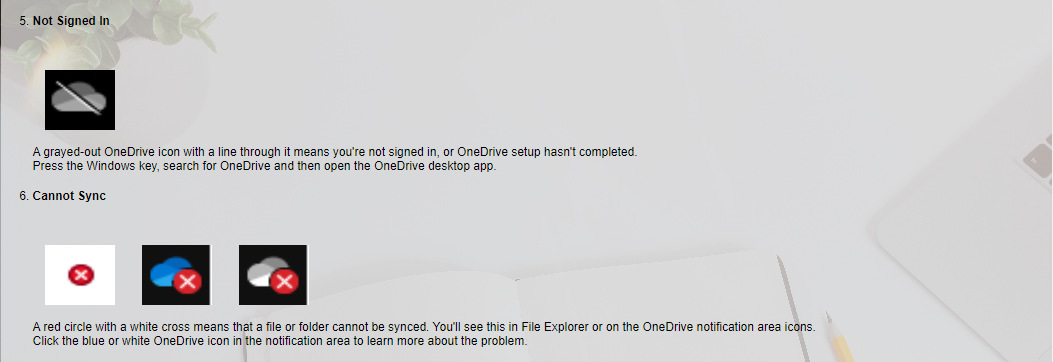 5. Not Signed In
A grayed-out OneDrive icon with a line through it means you're not signed in, or OneDrive setup hasn't completed.
Press the Windows key, search for OneDrive and then open the OneDrive desktop app.
6. Cannot Sync
A red circle with a white cross means that a file or folder cannot be synced. You'll see this in File Explorer or on the OneDrive notification area icons.
Click the blue or white OneDrive icon in the notification area to learn more about the problem.